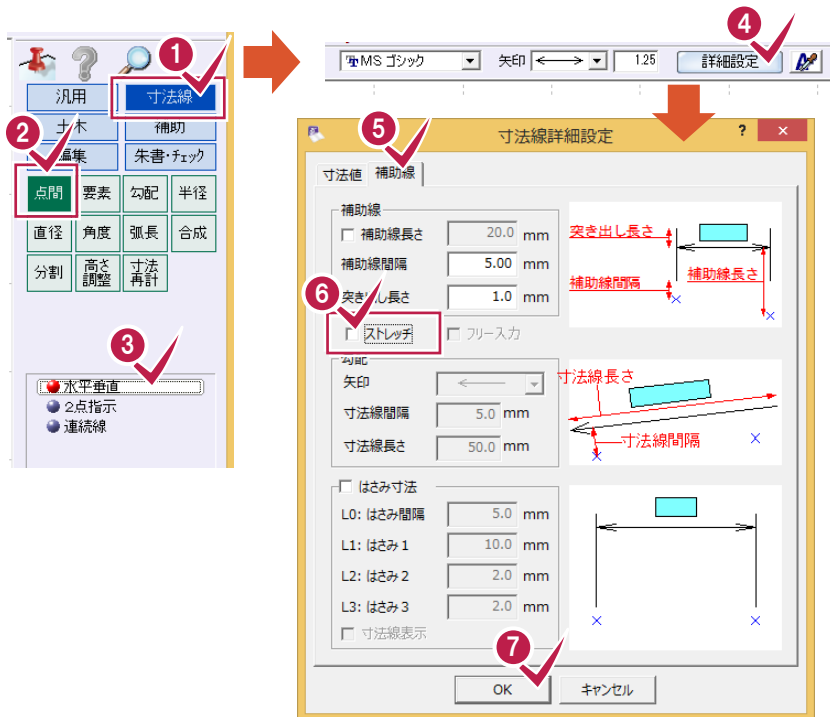 1
汎用 寸法線
2
土木 補助
編集 朱書・チェック
点間 要素 勾配 半径
直径 角度 弧長 合成
分割 高さ調整 寸法再計
3
水平垂直
2点指示
連続線
4
MS ゴシック 矢印 1.25 詳細設定
5
寸法線詳細設定 ? ×
寸法値 補助線
補助線
補助線長さ 20.0 mm
補助線間隔 5.00 mm
6
突き出し長さ 1.0 mm
ストレッチ フリー入力
突き出し長さ
補助線間隔
補助線長さ
勾配
矢印
寸法線間隔 5.0 mm
寸法線長さ 50.0 mm
寸法線長さ
寸法線間隔
はさみ寸法
L0: はさみ間隔 5.0 mm
L1: はさみ1 10.0 mm
L2: はさみ2 2.0 mm
L3: はさみ3 2.0 mm
寸法線表示
7
OK キャンセル